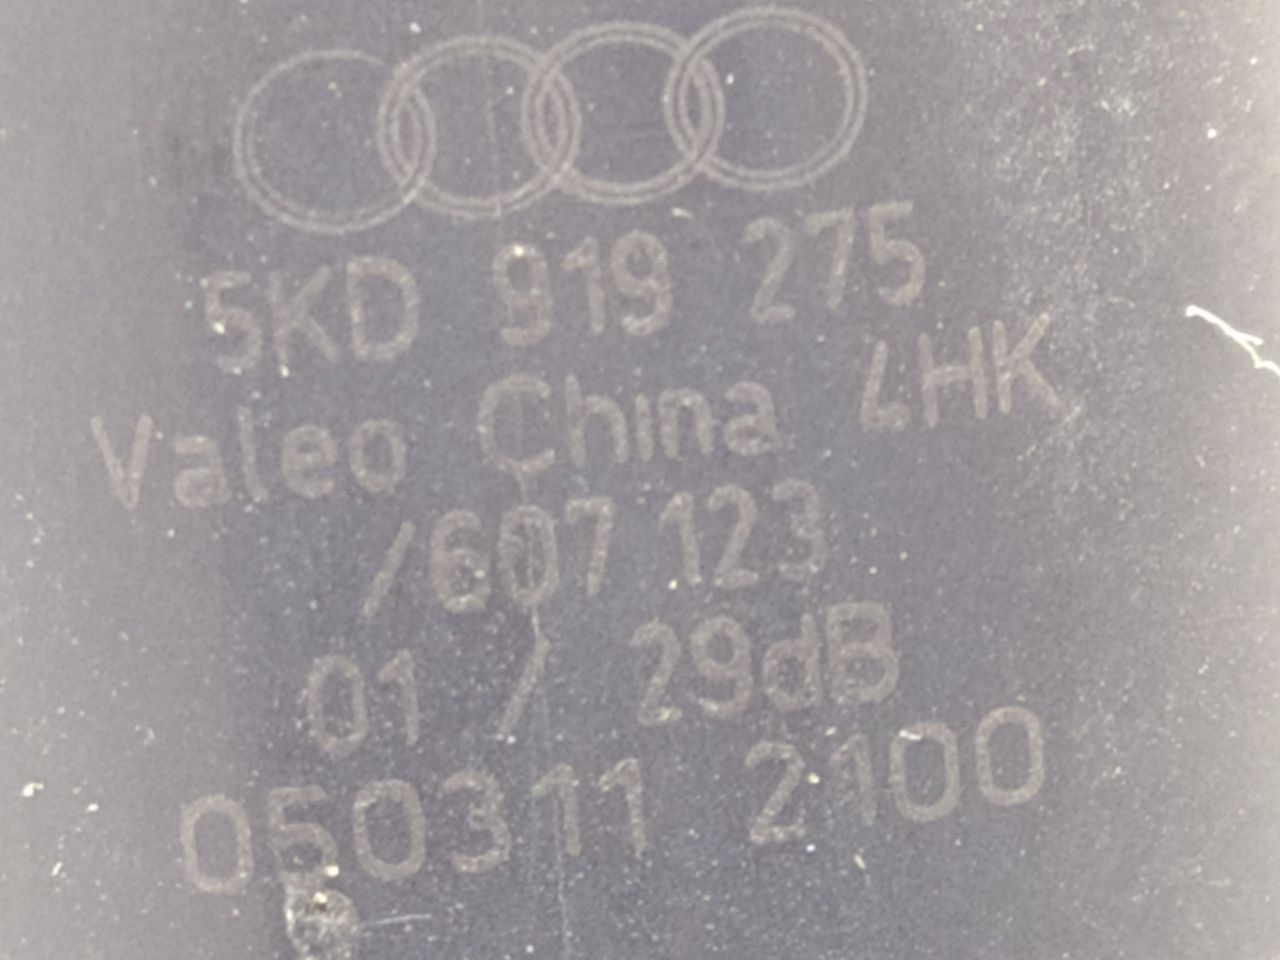 5KD 919 275
4HK
Valeo China
/607 123
01 / 29dB
050311 2100